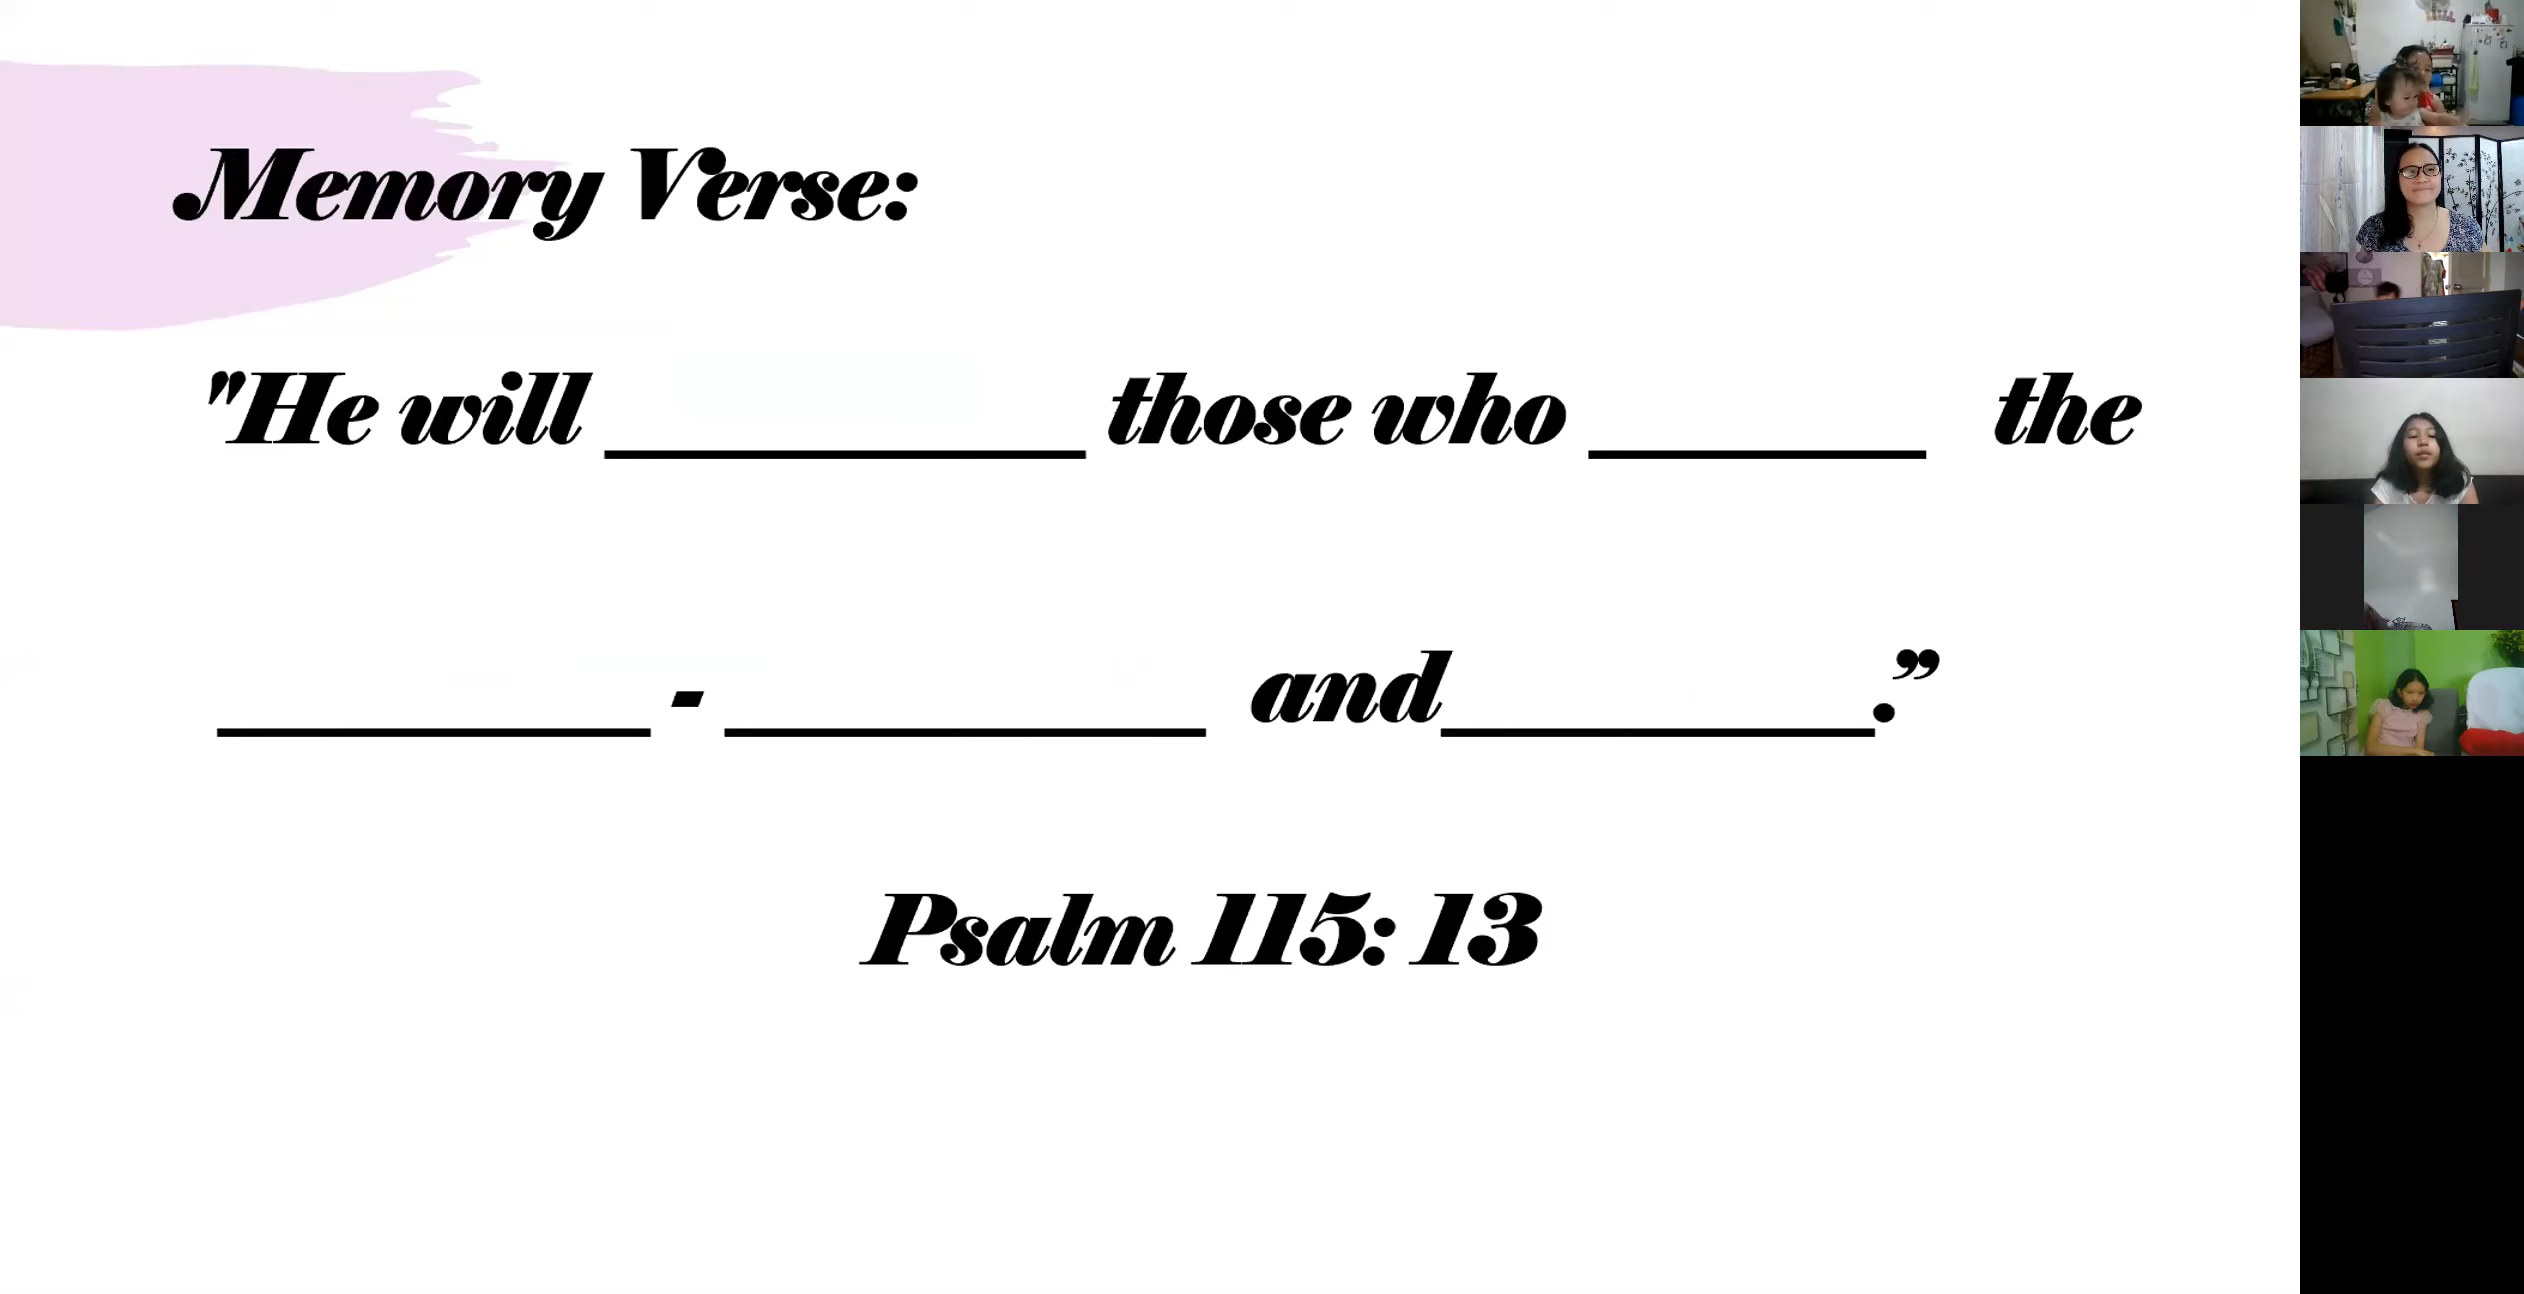 Memory Verse:
"He will __________ those who _______ the
_________ - __________ and_________.”
Psalm 115: 13